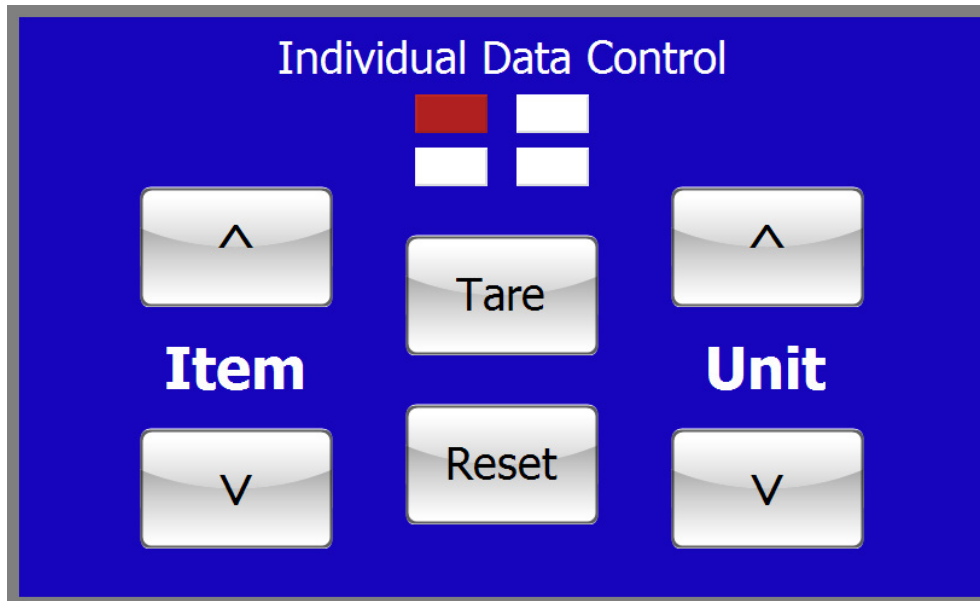 Individual Data Control
^
^
Tare
Item
Unit
Reset
v
v